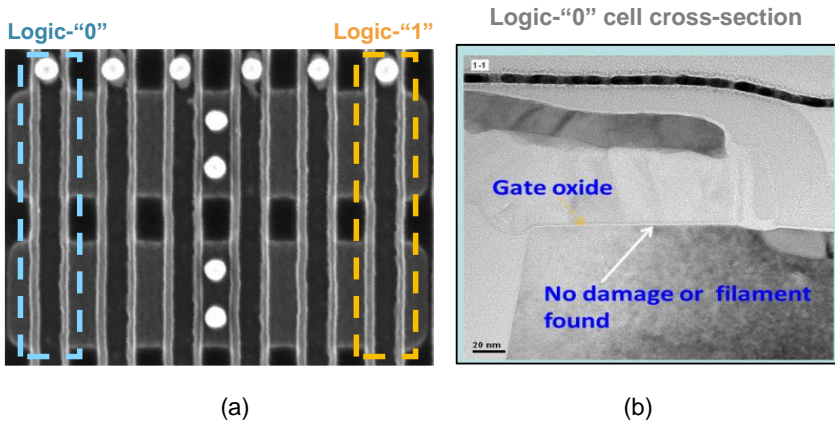 Logic-“0”
Logic-“1”
Logic-“0” cell cross-section
1-1
Gate oxide
No damage or filament
found
20 nm
(a)
(b)